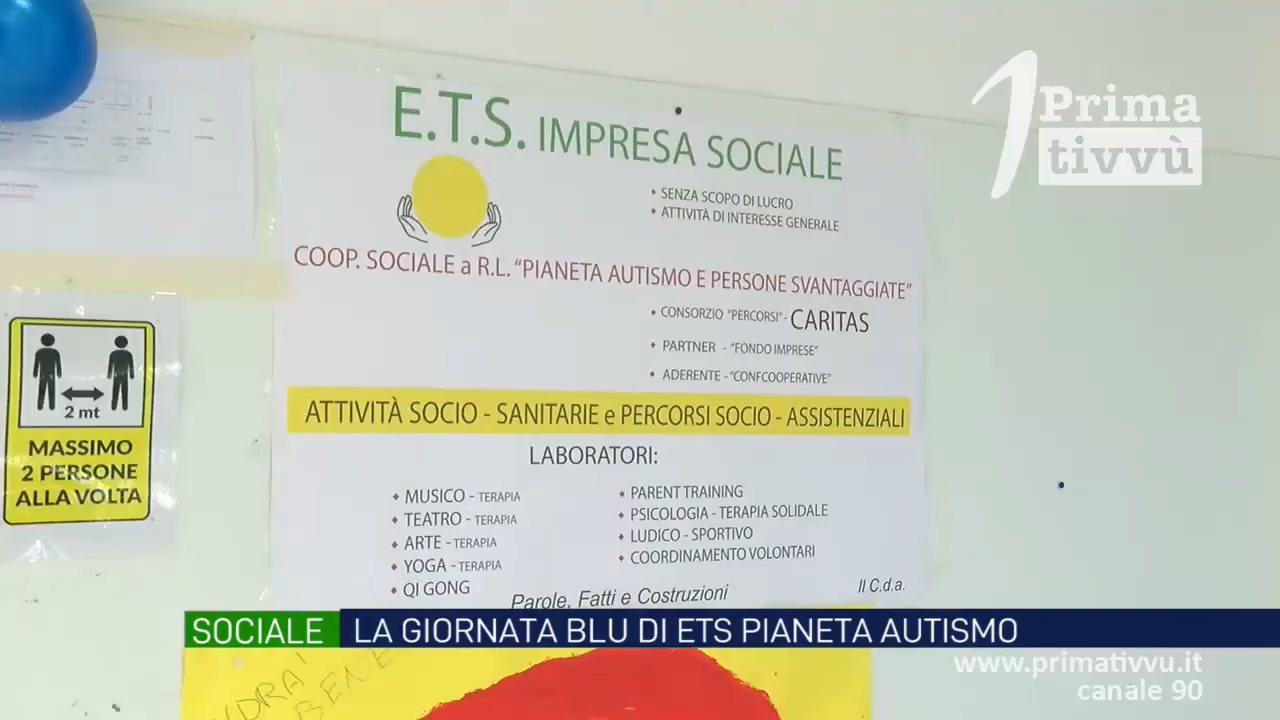 Prima
tivvù
E.T.S. IMPRESA SOCIALE
• SENZA SCOPO DI LUCRO
• ATTIVITÀ DI INTERESSE GENERALE
COOP. SOCIALE a R.L. "PIANETA AUTISMO E PERSONE SVANTAGGIATE"
• CONSORZIO "PERCORSI" - CARITAS
• PARTNER - "FONDO IMPRESE"
• ADERENTE - "CONFCOOPERATIVE"
ATTIVITÀ SOCIO - SANITARIE e PERCORSI SOCIO - ASSISTENZIALI
LABORATORI:
• MUSICO - TERAPIA
• TEATRO - TERAPIA
• ARTE - TERAPIA
• YOGA - TERAPIA
• QI GONG
• PARENT TRAINING
• PSICOLOGIA - TERAPIA SOLIDALE
• LUDICO - SPORTIVO
• COORDINAMENTO VOLONTARI
Parole, Fatti e Costruzioni
Il C.d.a.
2 mt
MASSIMO
2 PERSONE
ALLA VOLTA
SOCIALE LA GIORNATA BLU DI ETS PIANETA AUTISMO
BENE
www.primativvu.it
canale 90